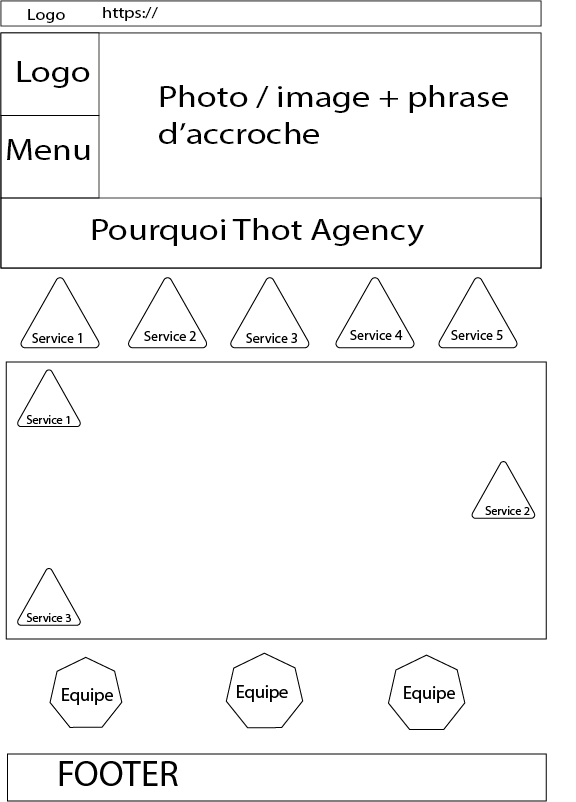 Logo https://
Logo
Photo / image + phrase
d'accroche
Menu
Pourquoi Thot Agency
Service 1 Service 2 Service 3 Service 4 Service 5
Service 1
Service 2
Service 3
Equipe Equipe Equipe
FOOTER